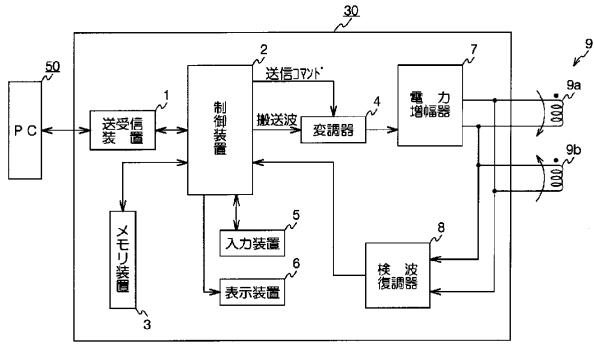 30
50
PC
1
送受信
装　置
2
制御装置
送信コマンド
搬送波
4
変調器
7
電　力
増幅器
9
9a
9b
5
入力装置
6
表示装置
メモリ装置
3
8
検　波
復調器